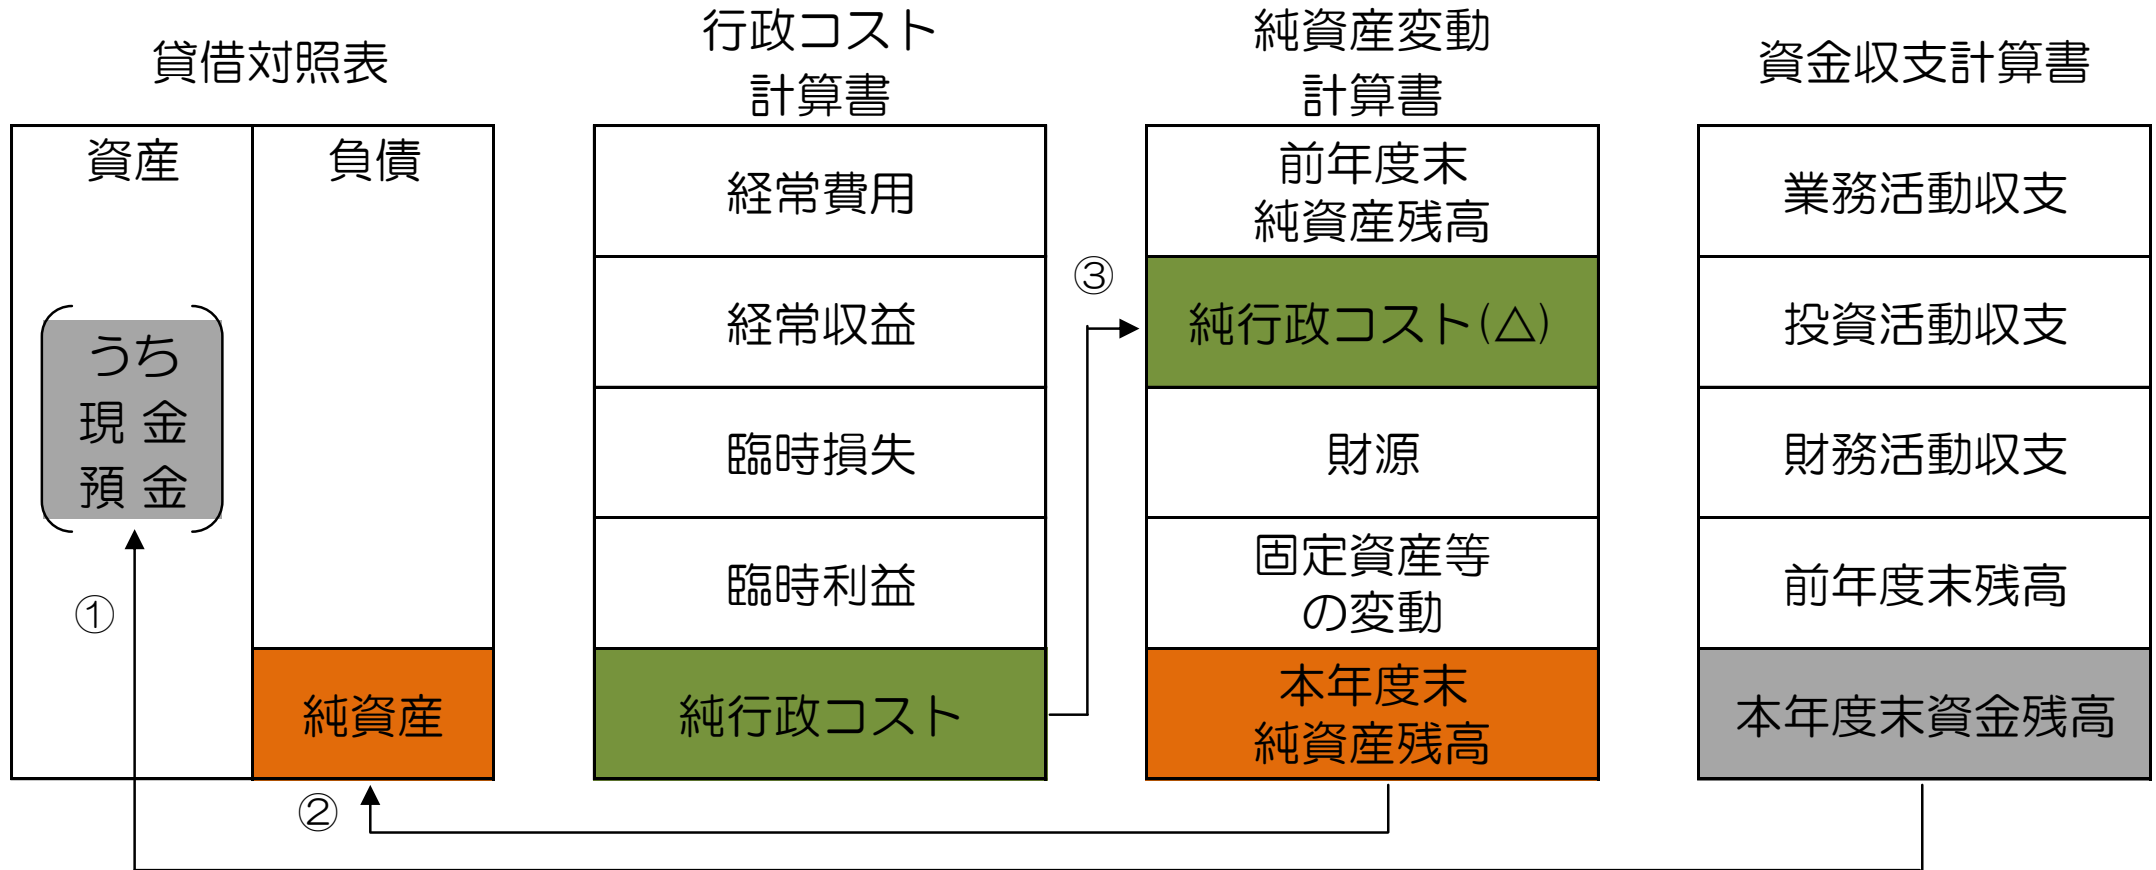 貸借対照表
資産
負債
うち
現 金
預 金
①
純資産
②
行政コスト
計算書
経常費用
経常収益
臨時損失
臨時利益
純行政コスト
③
純資産変動
計算書
前年度末
純資産残高
純行政コスト(△)
財源
固定資産等
の変動
本年度末
純資産残高
資金収支計算書
業務活動収支
投資活動収支
財務活動収支
前年度末残高
本年度末資金残高